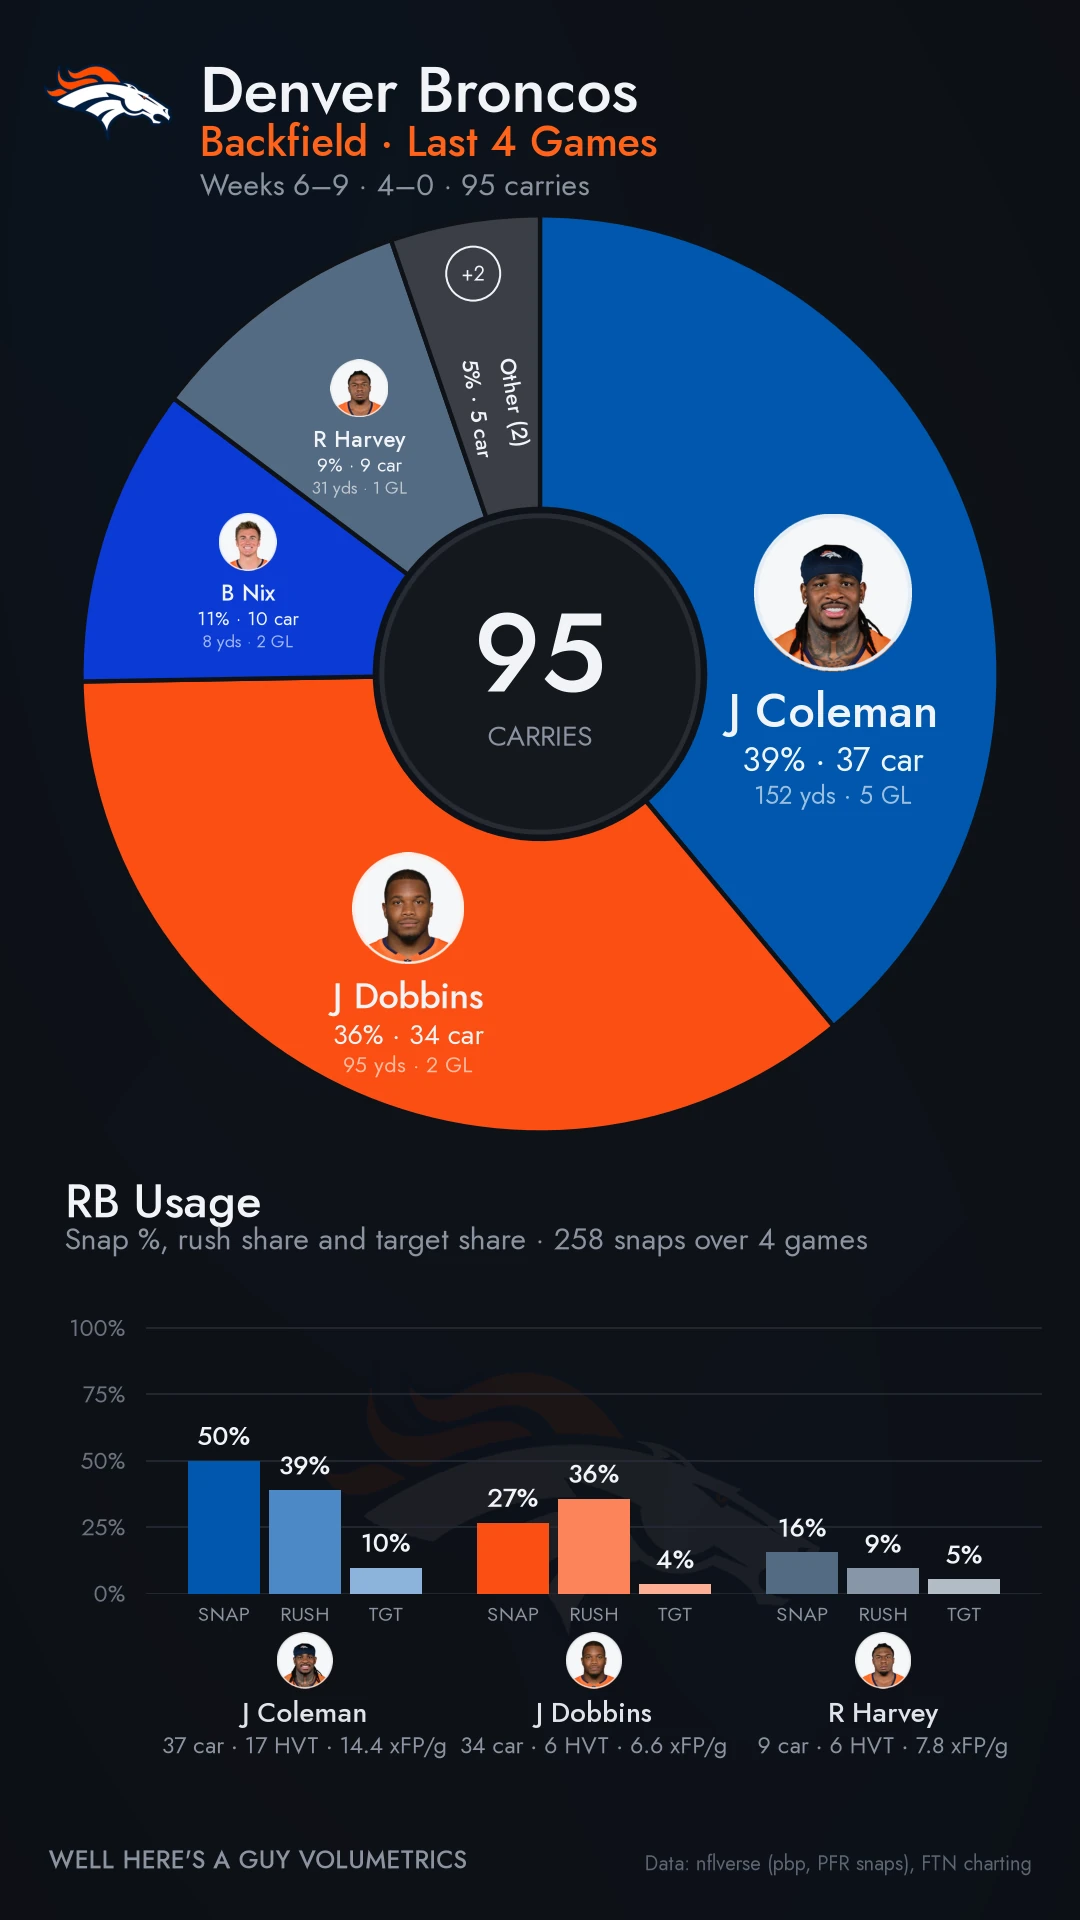 Denver Broncos
Backfield · Last 4 Games
Weeks 6–9 · 4–0 · 95 carries
+2
Other (2)
5% · 5 car
R Harvey
9% · 9 car
31 yds · 1 GL
B Nix
11% · 10 car
8 yds · 2 GL
95
CARRIES
J Coleman
39% · 37 car
152 yds · 5 GL
J Dobbins
36% · 34 car
95 yds · 2 GL
RB Usage
Snap %, rush share and target share · 258 snaps over 4 games
100%
75%
50%
25%
0%
50% 39% 10%
27% 36% 4%
16% 9% 5%
SNAP RUSH TGT SNAP RUSH TGT SNAP RUSH TGT
J Coleman
37 car · 17 HVT · 14.4 xFP/g
J Dobbins
34 car · 6 HVT · 6.6 xFP/g
R Harvey
9 car · 6 HVT · 7.8 xFP/g
WELL HERE'S A GUY VOLUMETRICS
Data: nflverse (pbp, PFR snaps), FTN charting